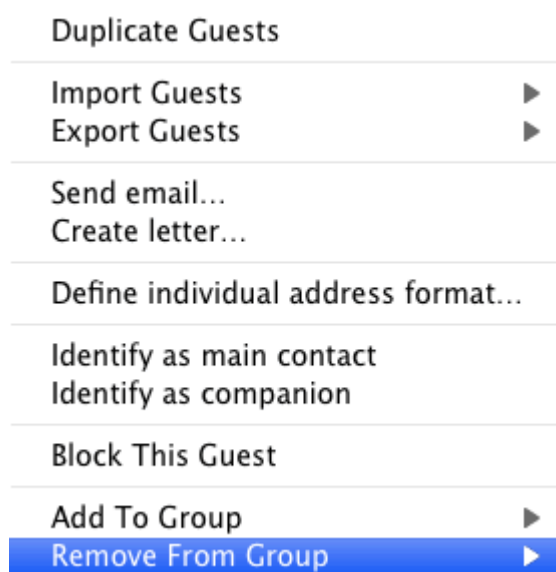 Duplicate Guests
Import Guests
Export Guests
Send email...
Create letter...
Define individual address format...
Identify as main contact
Identify as companion
Block This Guest
Add To Group
Remove From Group